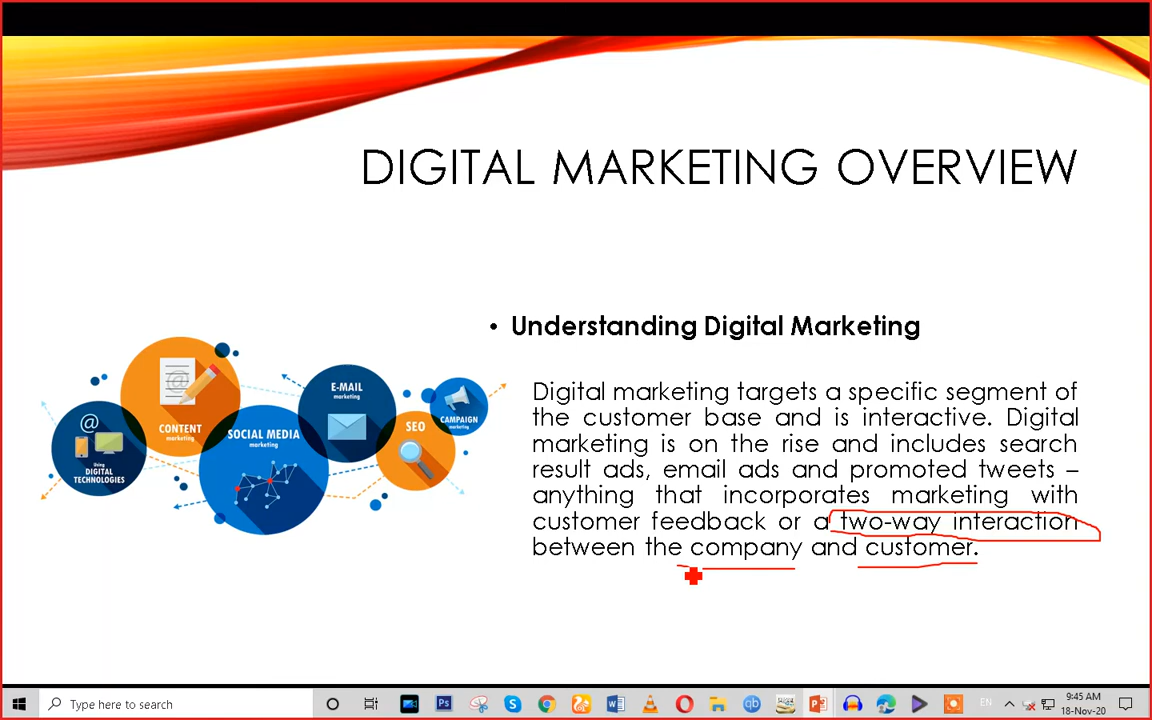 DIGITAL MARKETING OVERVIEW
• Understanding Digital Marketing
Digital marketing targets a specific segment of
the customer base and is interactive. Digital
marketing is on the rise and includes search
result ads, email ads and promoted tweets –
anything that incorporates marketing with
customer feedback or a two-way interaction
between the company and customer.
@
Using
DIGITAL
TECHNOLOGIES
@
CONTENT
marketing
SOCIAL MEDIA
marketing
E-MAIL
marketing
SEO
CAMPAIGN
marketing
Type here to search
Ps
S
W
qb
P
EN
9:45 AM
18-Nov-20